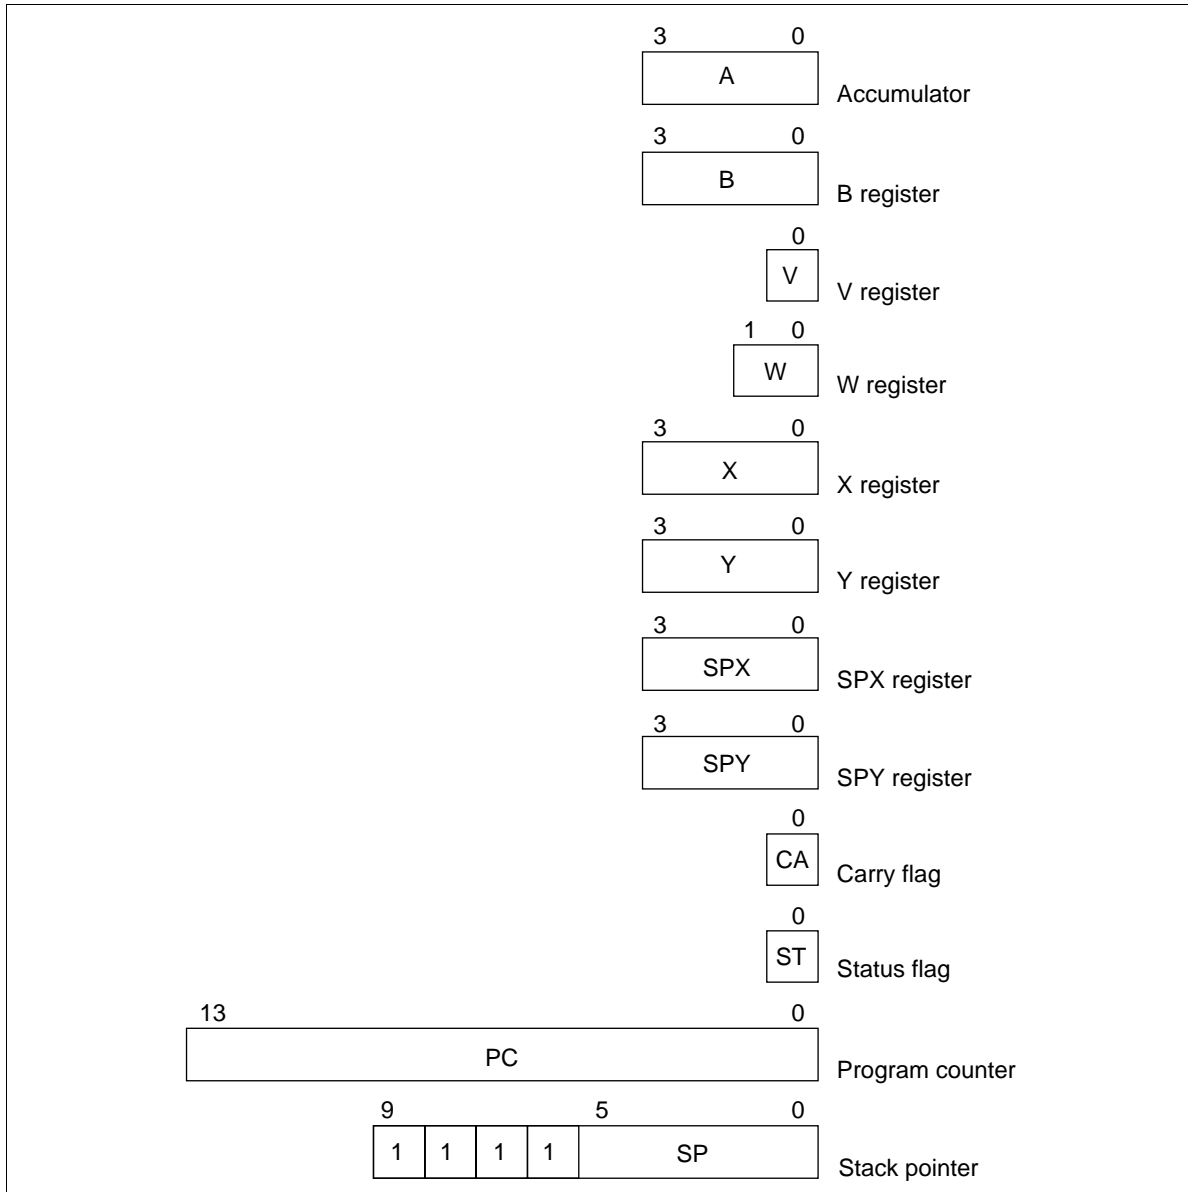 3 0
A
Accumulator
3 0
B
B register
0
V
V register
1 0
W
W register
3 0
X
X register
3 0
Y
Y register
3 0
SPX
SPX register
3 0
SPY
SPY register
0
CA
Carry flag
0
ST
Status flag
13 0
PC
Program counter
9 5 0
1 1 1 1 SP
Stack pointer